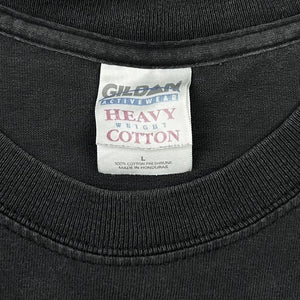 GILDAN
ACTIVEWEAR
HEAVY
WEIGHT
COTTON
L
100% COTTON PRESHRUNK
MADE IN HONDURAS